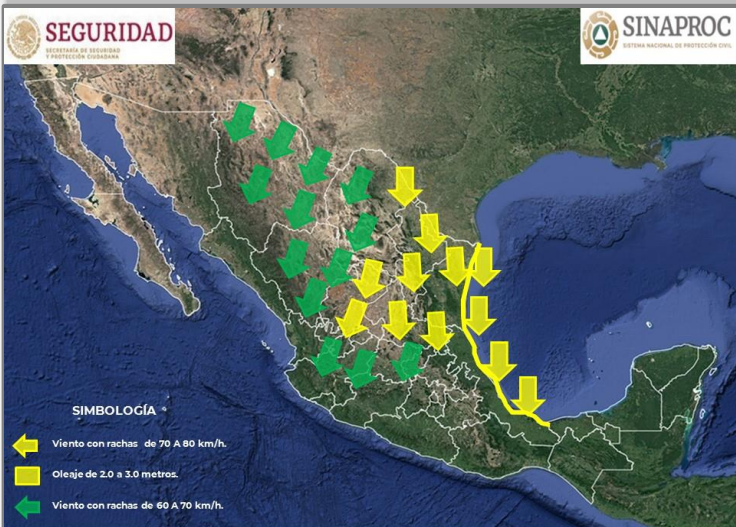 SEGURIDAD
SECRETARÍA DE SEGURIDAD
Y PROTECCIÓN CIUDADANA
SINAPROC
SISTEMA NACIONAL DE PROTECCIÓN CIVIL
SIMBOLOGÍA
Viento con rachas de 70 A 80 km/h.
Oleaje de 2.0 a 3.0 metros.
Viento con rachas de 60 A 70 km/h.